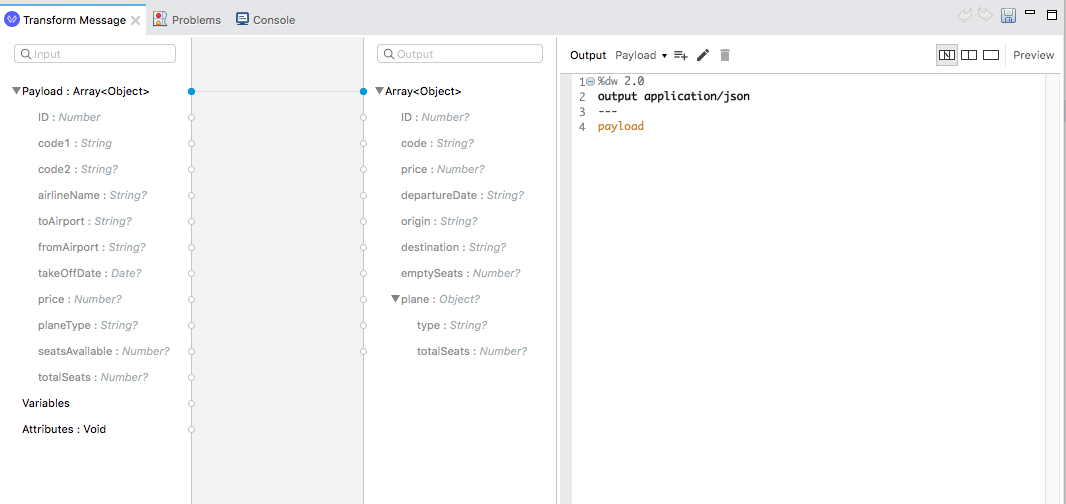 Transform Message
Problems
Console
Input
Output
Output
Payload
Preview
Payload : Array<Object>
ID : Number
code1 : String
code2 : String?
airlineName : String?
toAirport : String?
fromAirport : String?
takeOffDate : Date?
price : Number?
planeType : String?
seatsAvailable : Number?
totalSeats : Number?
Variables
Attributes : Void
Array<Object>
ID : Number?
code : String?
price : Number?
departureDate : String?
origin : String?
destination : String?
emptySeats : Number?
plane : Object?
type : String?
totalSeats : Number?
1 %dw 2.0
2 output application/json
3 ---
4 payload